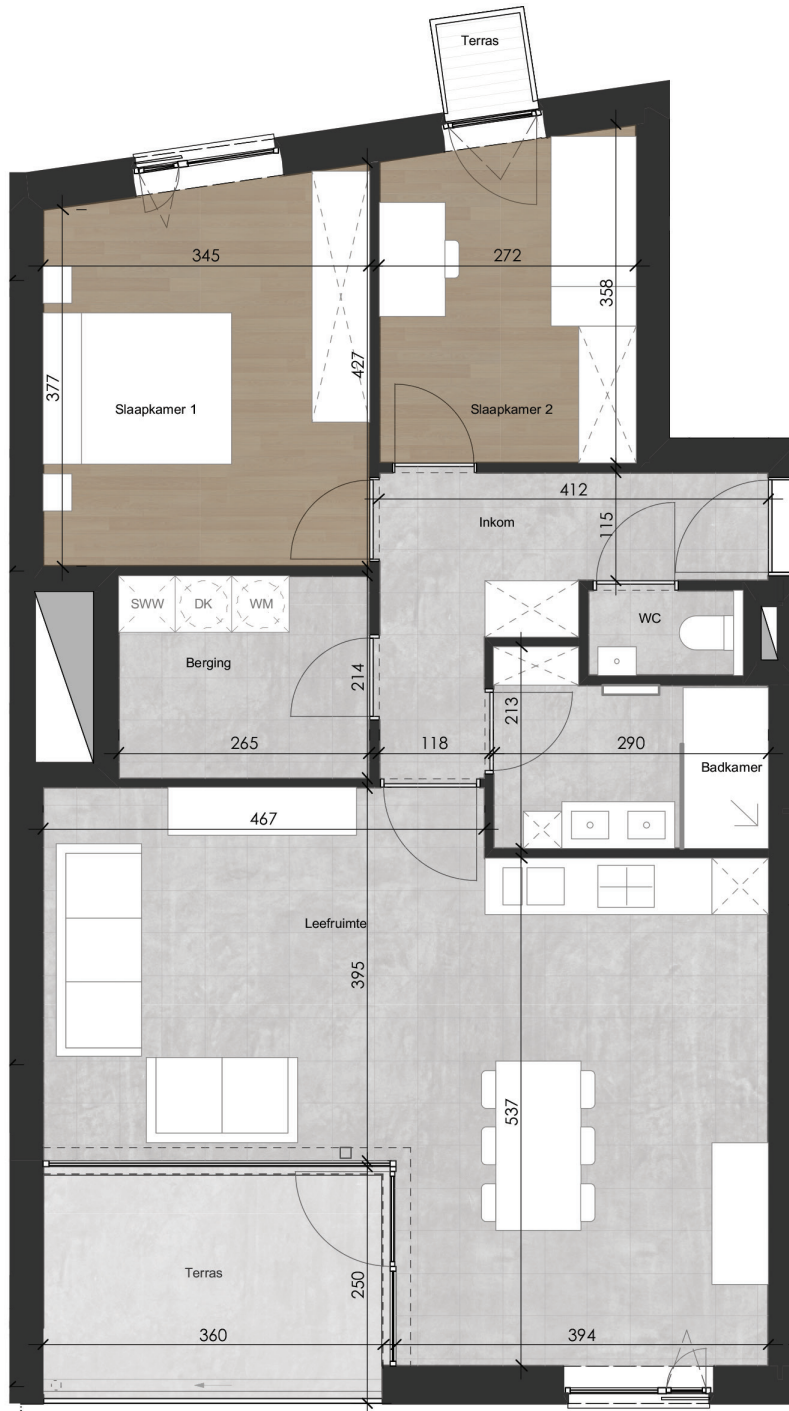 Terras
345
272
358
377
427
Slaapkamer 1
Slaapkamer 2
412
Inkom
115
SWW
DK
WM
WC
Berging
214
213
265
118
290
Badkamer
467
Leefruimte
395
537
Terras
250
360
394